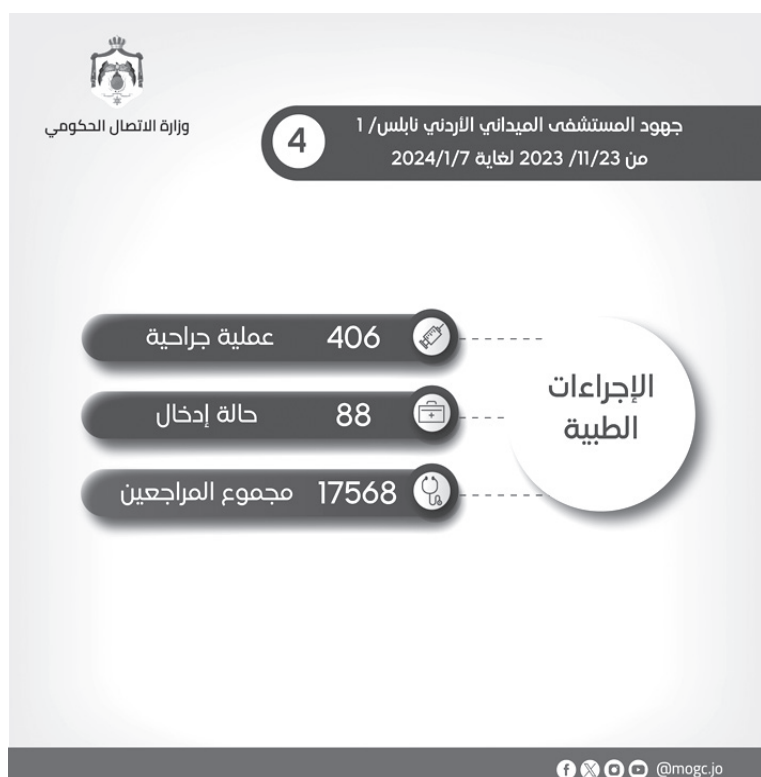 وزارة الاتصال الحكومي
جهود المستشفى الميداني الأردني نابلس/ 1
من 11/23/ 2023 لغاية 2024/1/7
4
الإجراءات
الطبية
406 عملية جراحية
88 حالة إدخال
17568 مجموع المراجعين
@mogc.jo